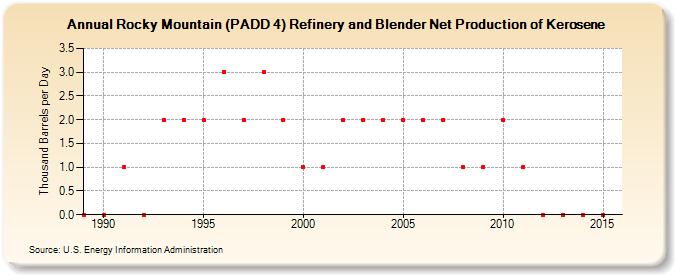 Annual Rocky Mountain (PADD 4) Refinery and Blender Net Production of Kerosene
Thousand Barrels per Day
3.5
3.0
2.5
2.0
1.5
1.0
0.5
0.0
1990 1995 2000 2005 2010 2015
Source: U.S. Energy Information Administration